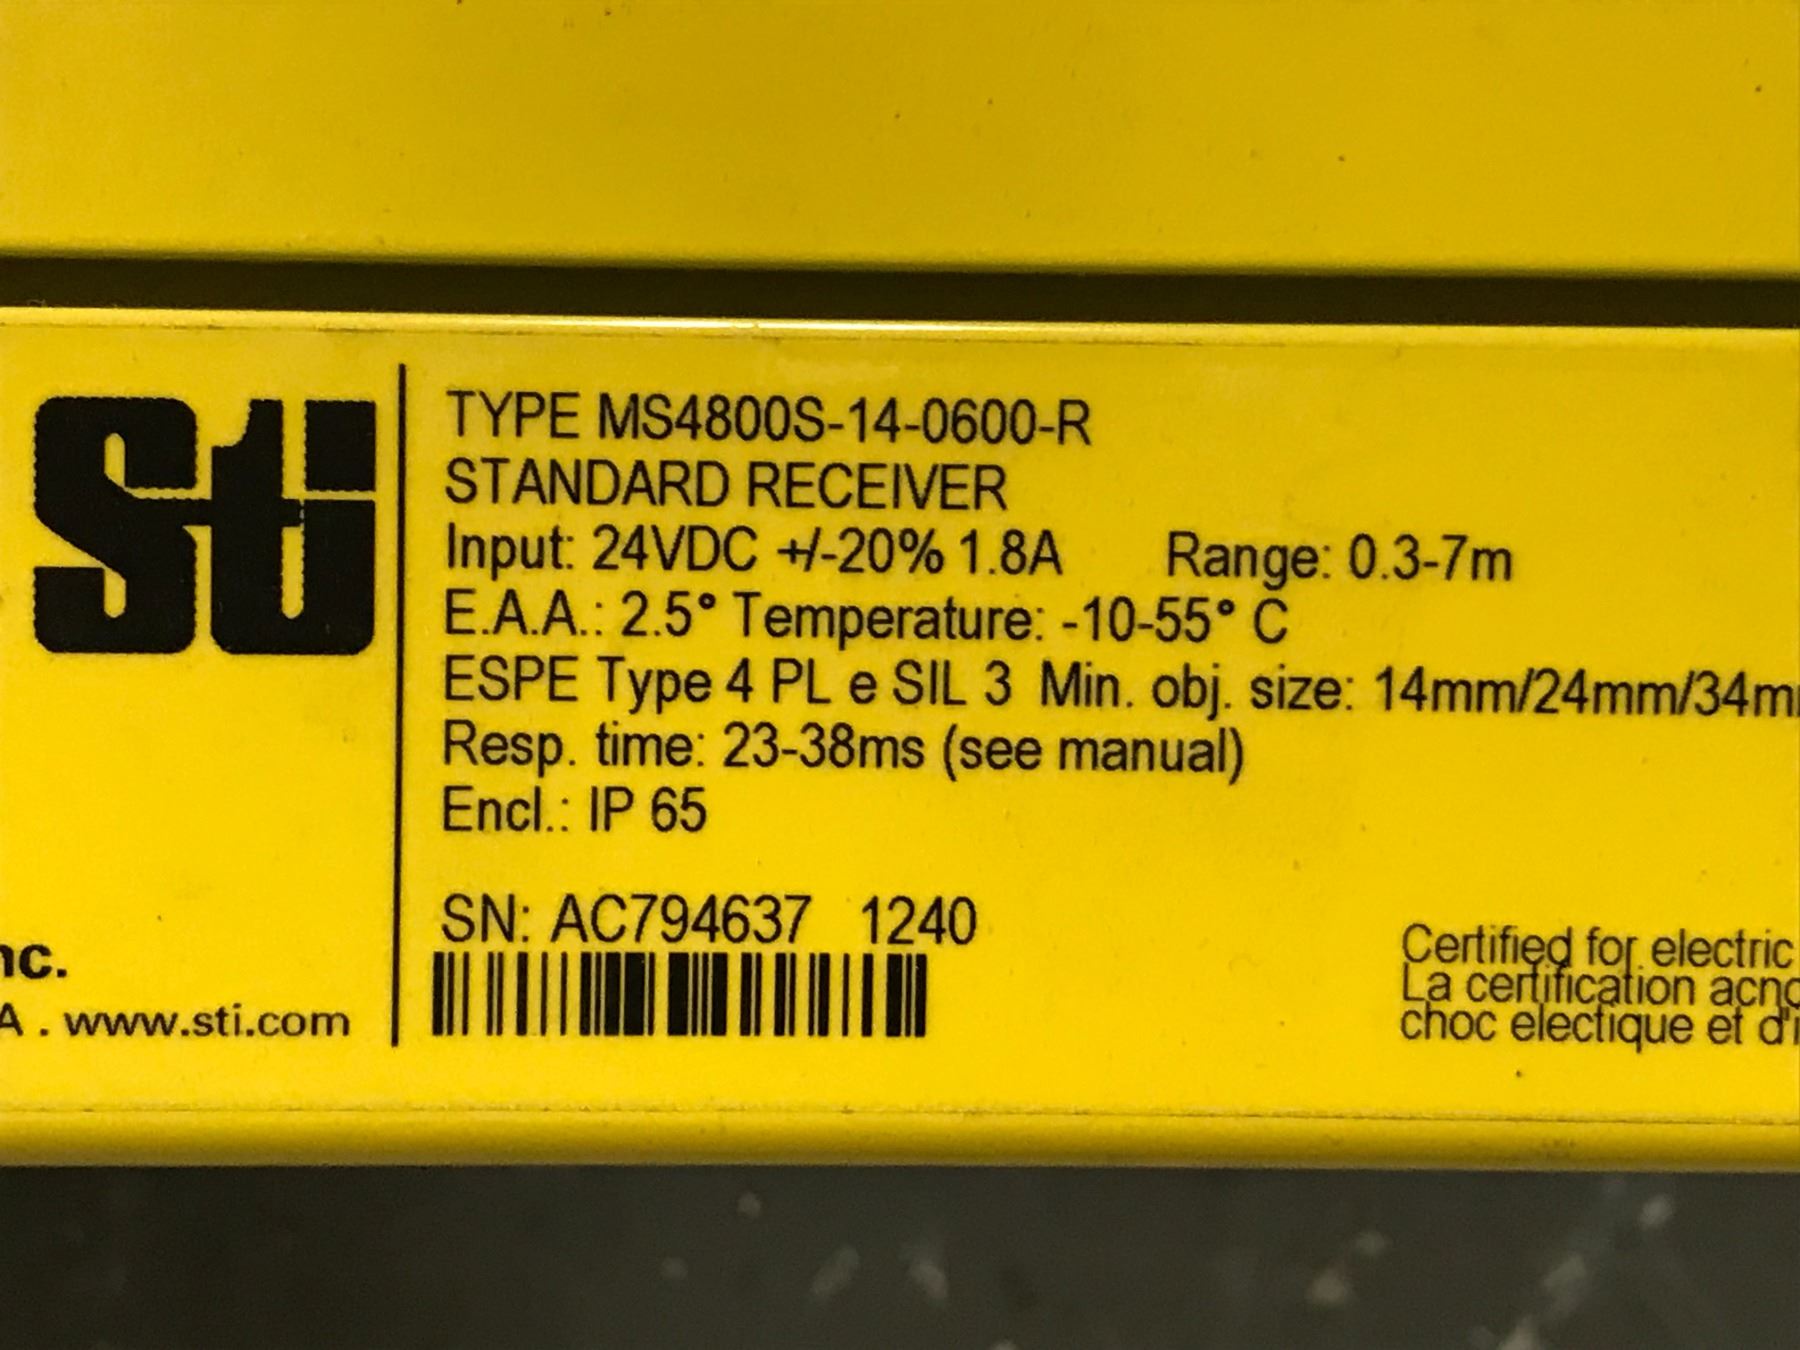 sti
TYPE MS4800S-14-0600-R
STANDARD RECEIVER
Input: 24VDC +/-20% 1.8A Range: 0.3-7m
E.A.A.: 2.5° Temperature: -10-55° C
ESPE Type 4 PL e SIL 3 Min. obj. size: 14mm/24mm/34m
Resp. time: 23-38ms (see manual)
Encl.: IP 65
SN: AC794637 1240
nc.
A . www.sti.com
Certified for electric
La certification acno
choc electique et d'i